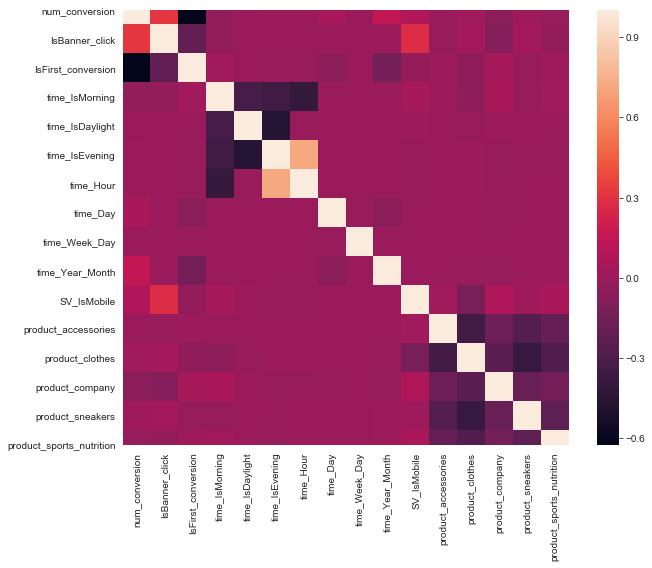 num_conversion
IsBanner_click
IsFirst_conversion
time_IsMorning
time_IsDaylight
time_IsEvening
time_Hour
time_Day
time_Week_Day
time_Year_Month
SV_IsMobile
product_accessories
product_clothes
product_company
product_sneakers
product_sports_nutrition
num_conversion
IsBanner_click
IsFirst_conversion
time_IsMorning
time_IsDaylight
time_IsEvening
time_Hour
time_Day
time_Week_Day
time_Year_Month
SV_IsMobile
product_accessories
product_clothes
product_company
product_sneakers
product_sports_nutrition
0.9
0.6
0.3
0.0
−0.3
−0.6